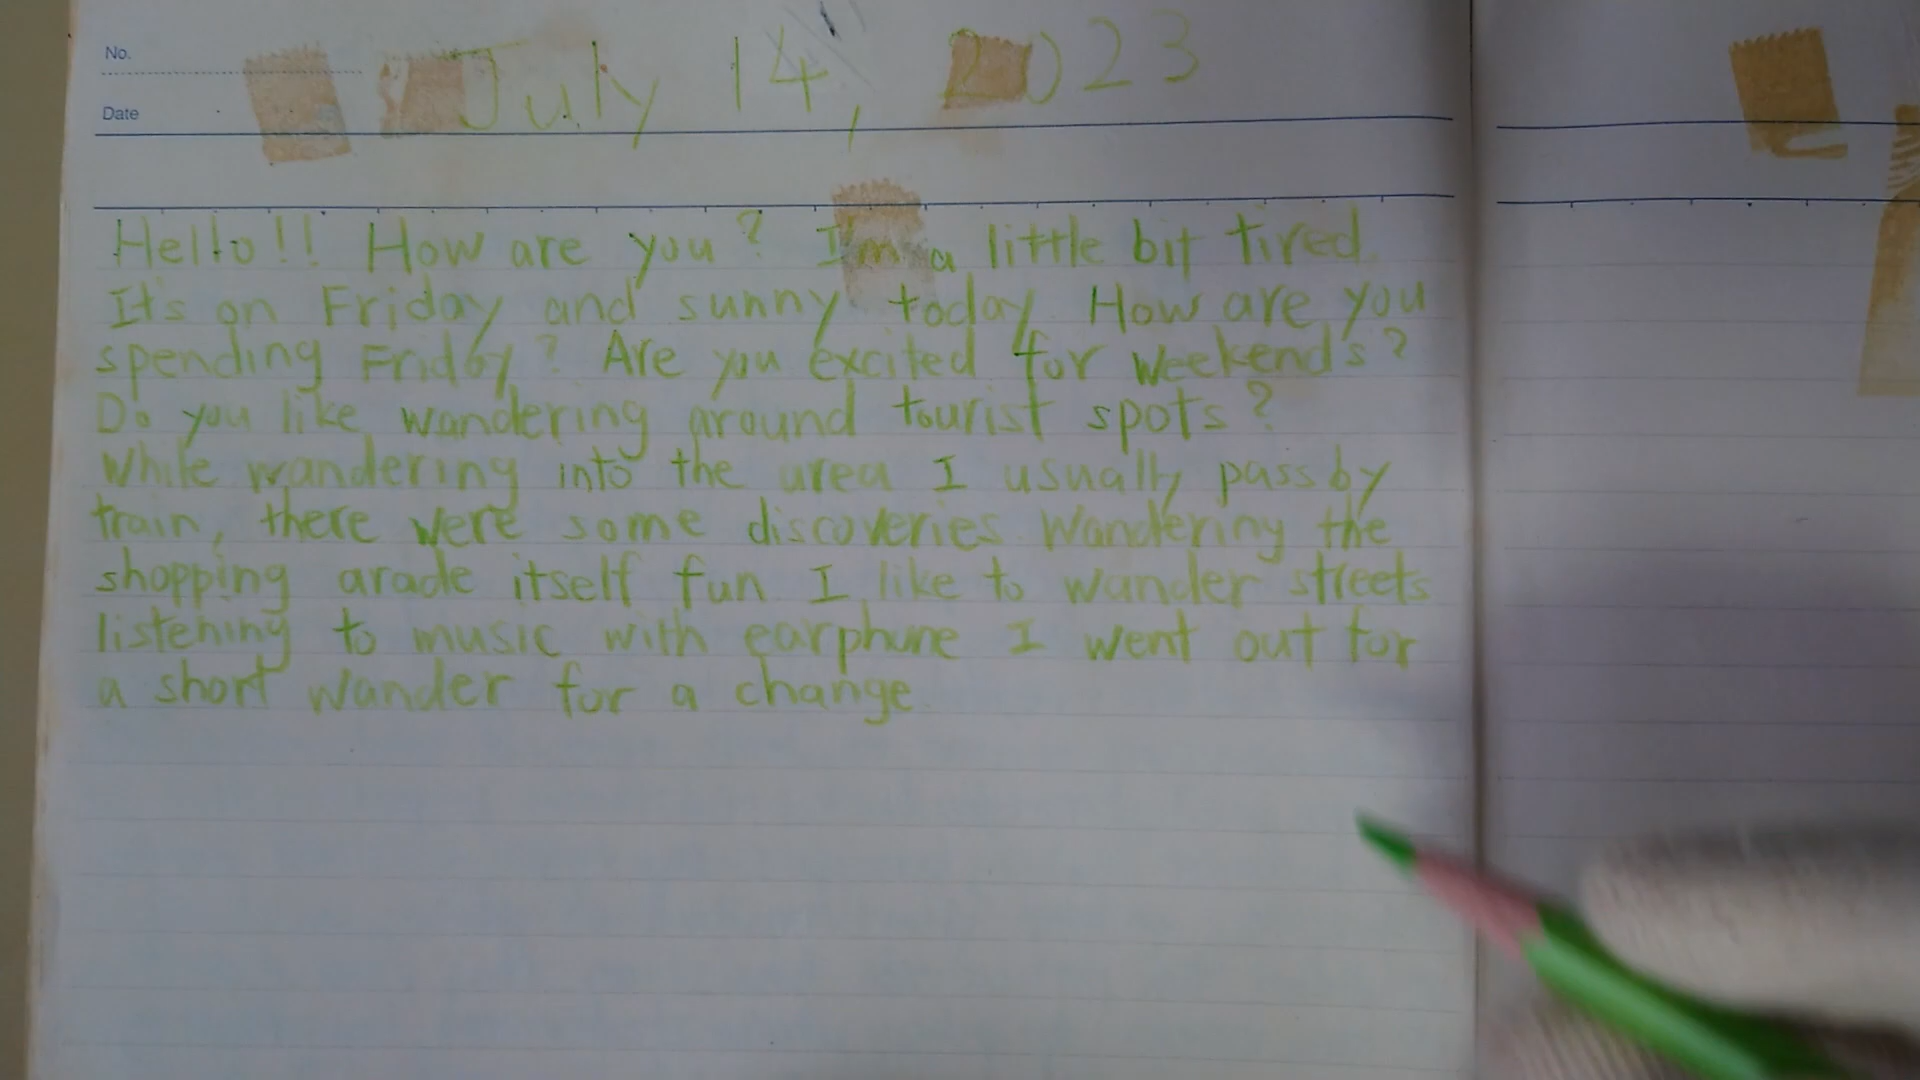 No.
July 14, 2023
Date
Hello!! How are you? I'm a little bit tired.
It's on Friday and sunny today. How are you
spending Friday? Are you excited for weekends?
Do you like wandering around tourist spots?
While wandering into the area I usually pass by
train, there were some discoveries. Wandering the
shopping arade itself fun. I like to wander streets
listening to music with earphone. I went out for
a short wander for a change.